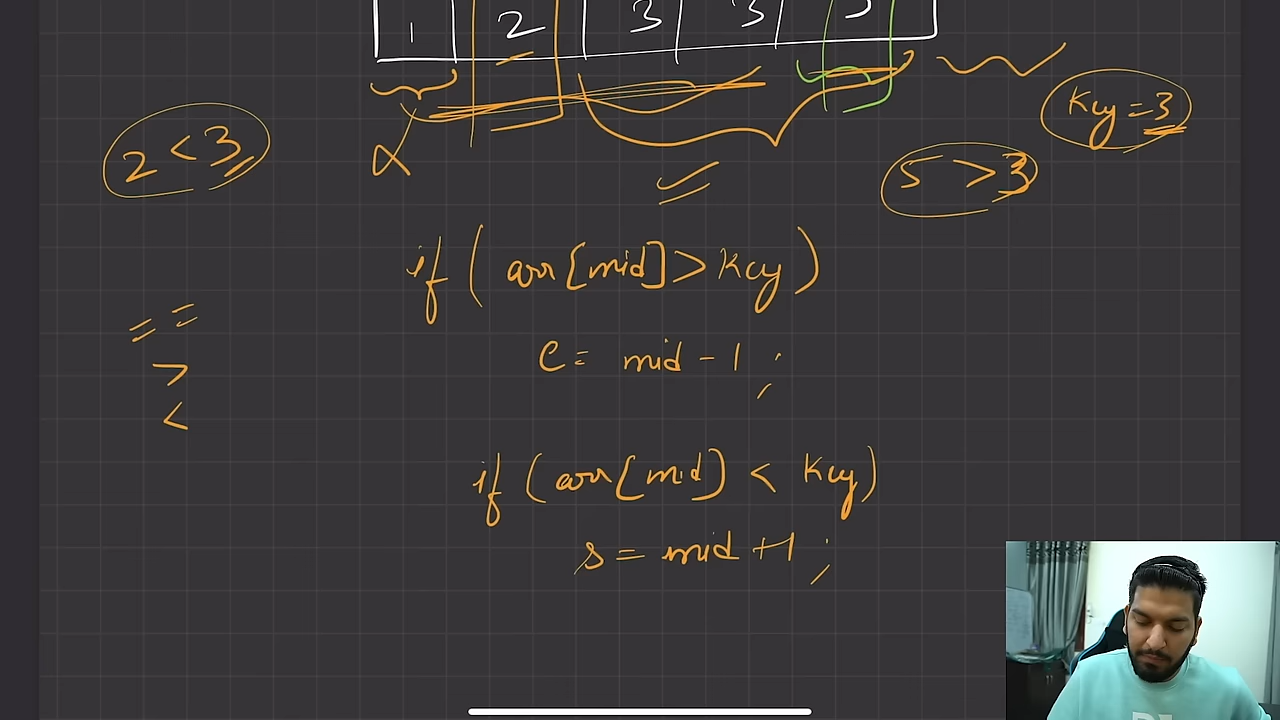 1 2 3 3 5
Key = 3
2 < 3
5 > 3
if ( arr[mid] > Key )
= =
e = mid - 1 ;
>
<
if (arr[mid] < Key)
s = mid + 1 ;